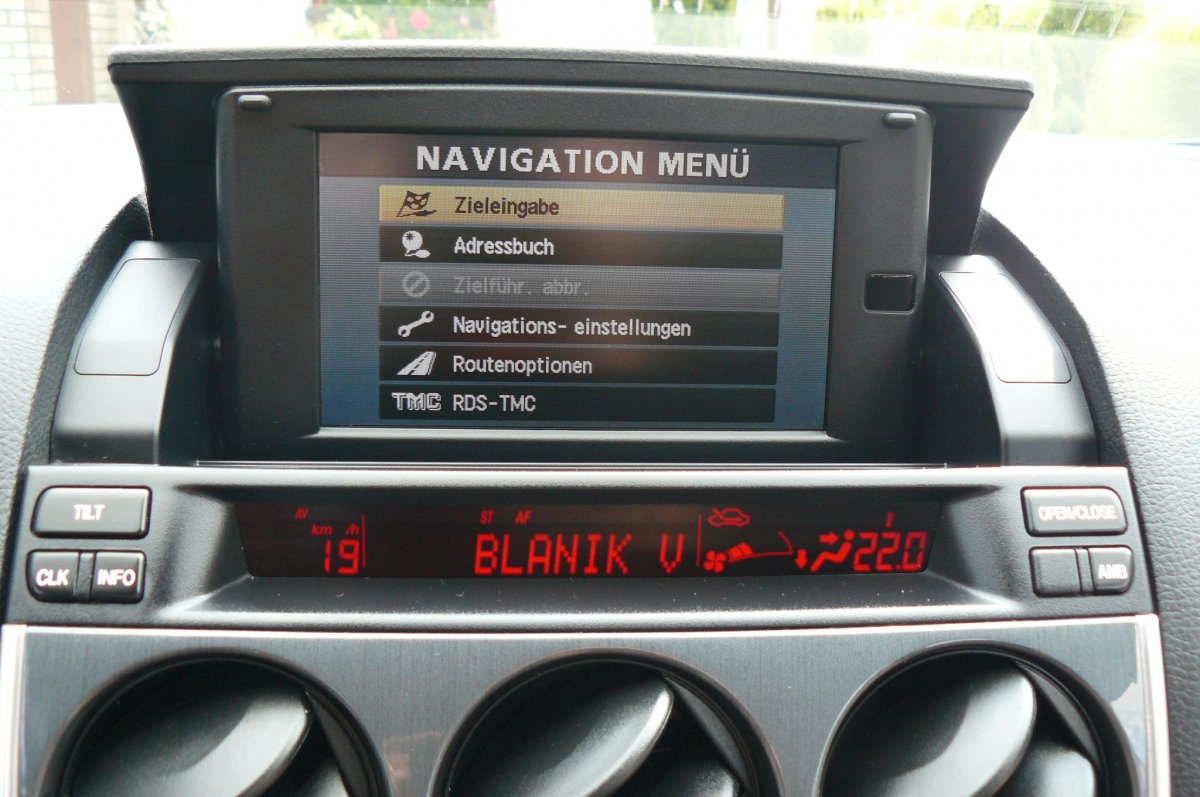 NAVIGATION MENÜ
Zieleingabe
Adressbuch
Zielführ. abbr.
Navigations- einstellungen
Routenoptionen
TMC RDS-TMC
TILT
OPEN/CLOSE
CLK INFO
AMB
AV
km/h
19
ST AF
BLANIK V
22.0